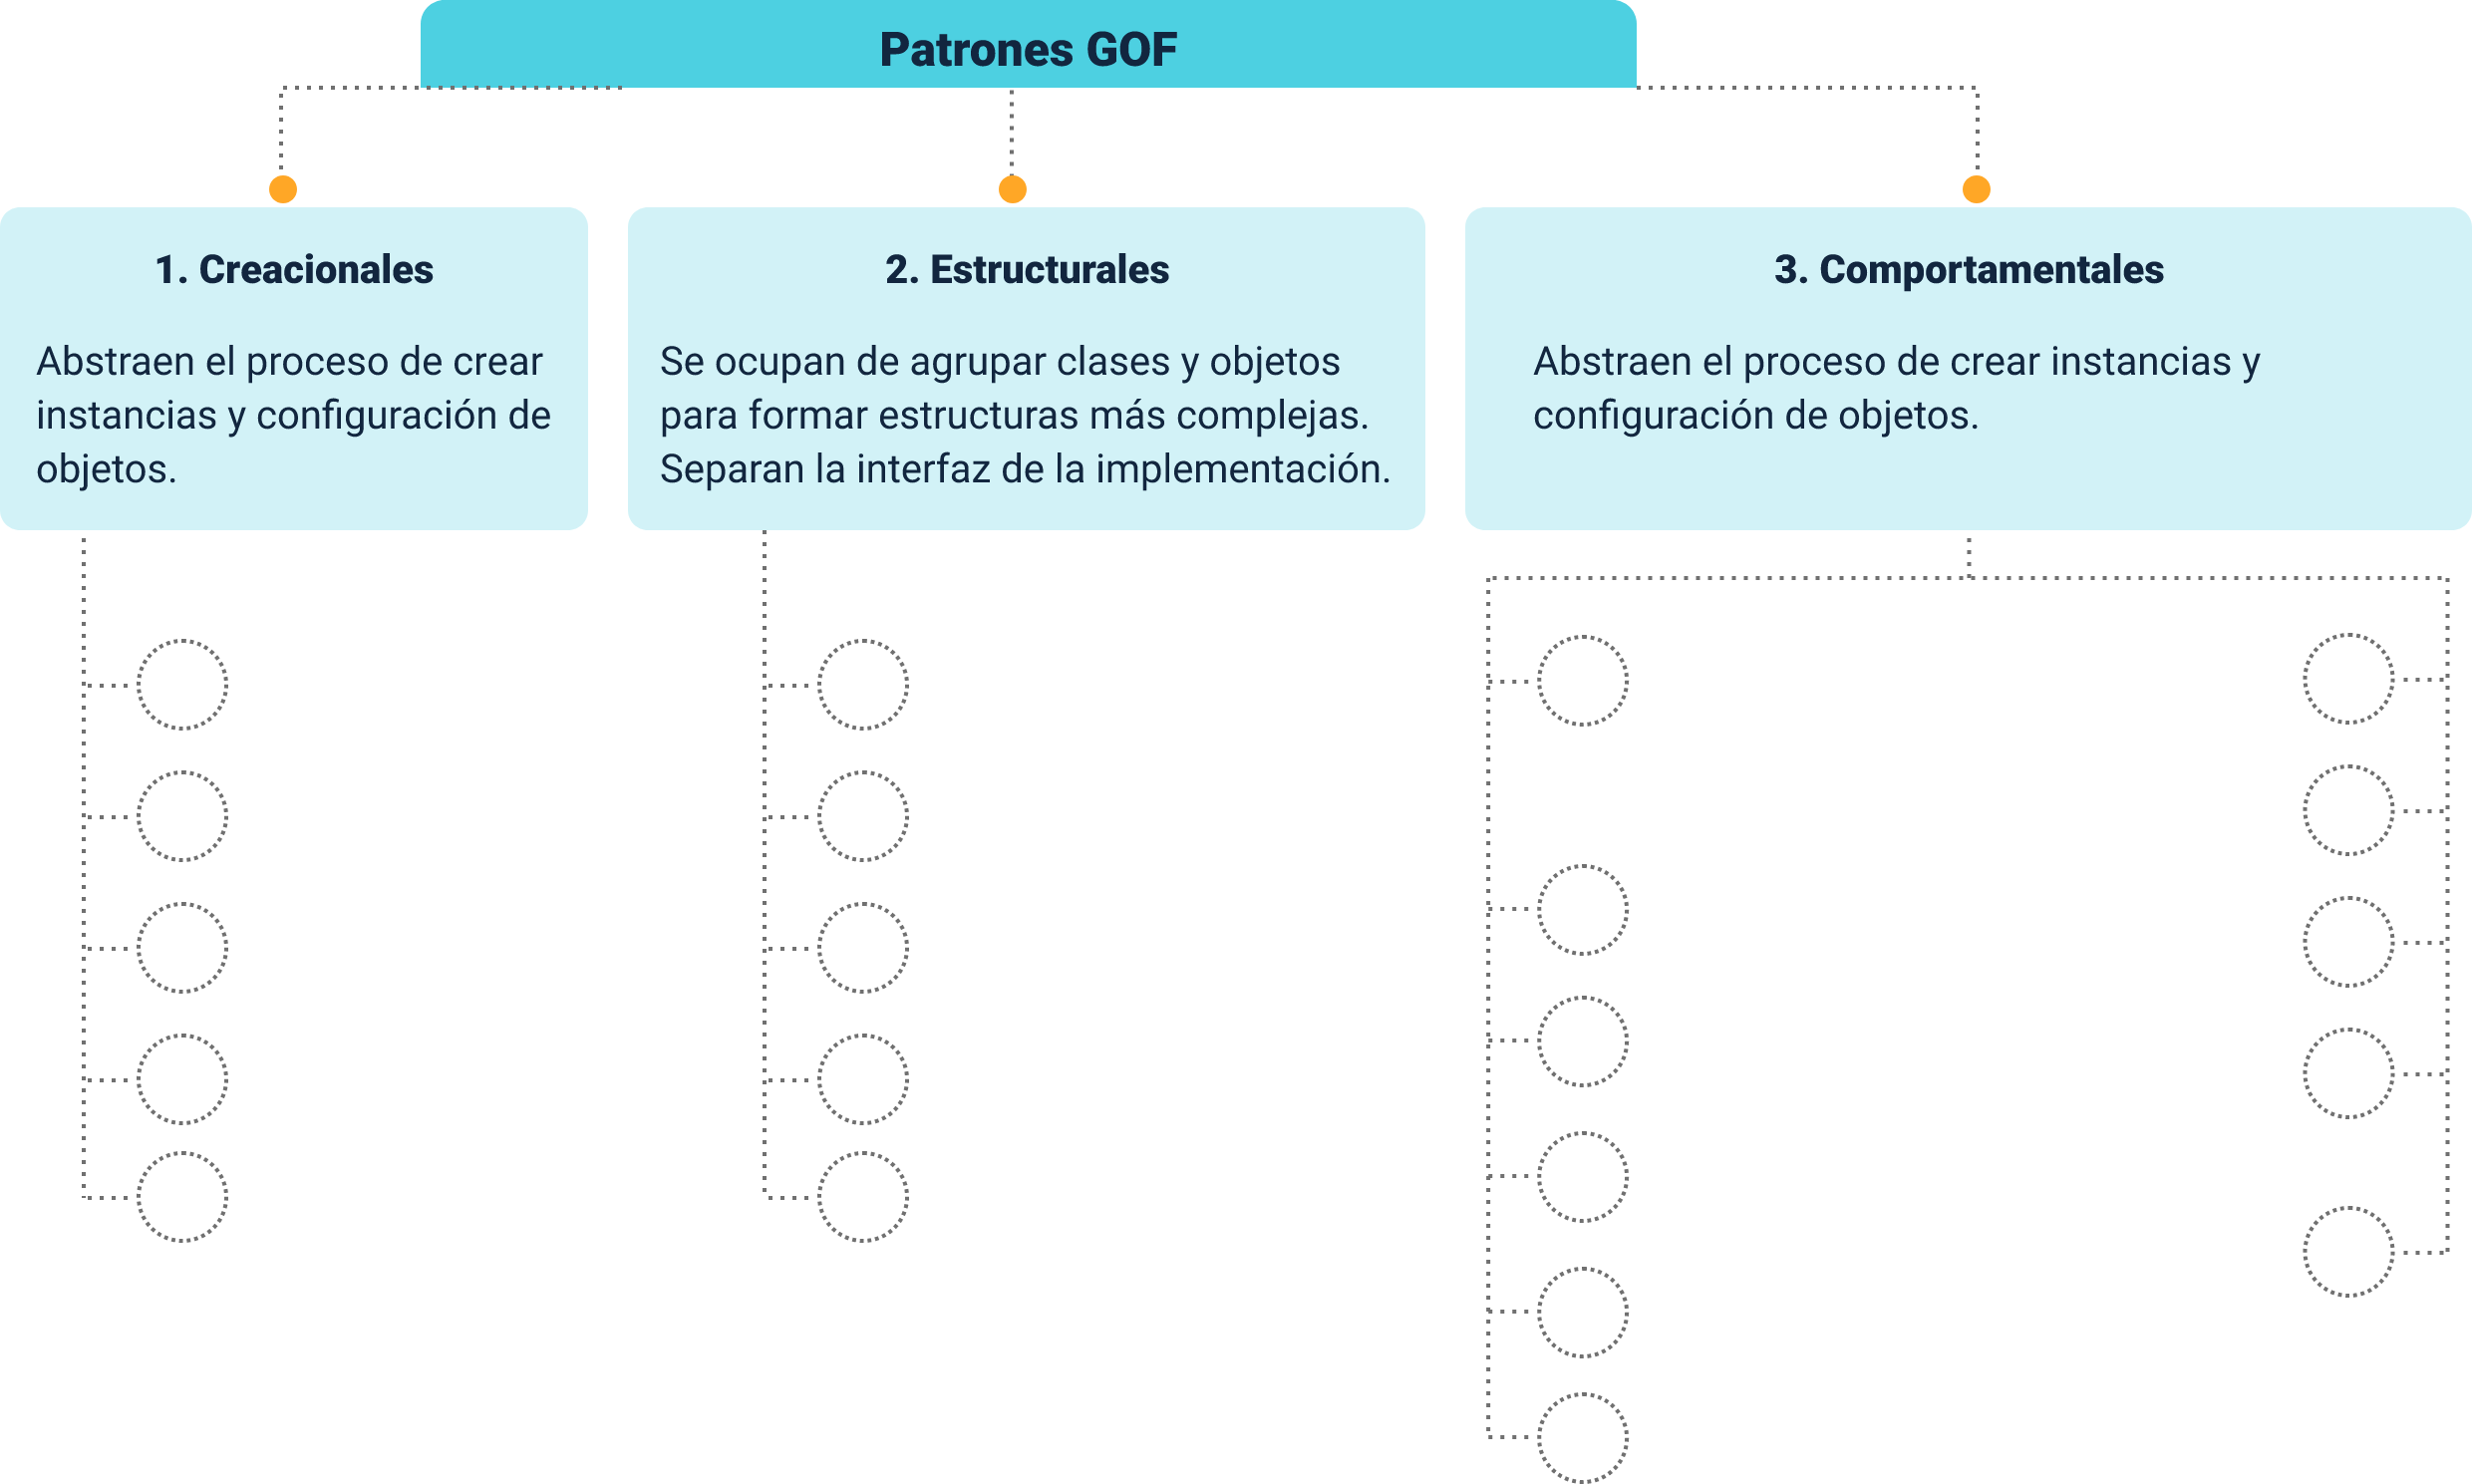 Patrones GOF
1. Creacionales
Abstraen el proceso de crear
instancias y configuración de
objetos.
2. Estructurales
Se ocupan de agrupar clases y objetos
para formar estructuras más complejas.
Separan la interfaz de la implementación.
3. Comportamentales
Abstraen el proceso de crear instancias y
configuración de objetos.